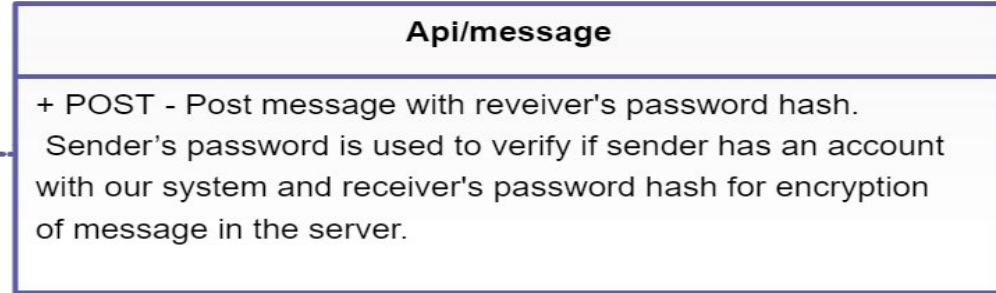 Api/message
+ POST - Post message with reveiver's password hash.
Sender’s password is used to verify if sender has an account
with our system and receiver's password hash for encryption
of message in the server.